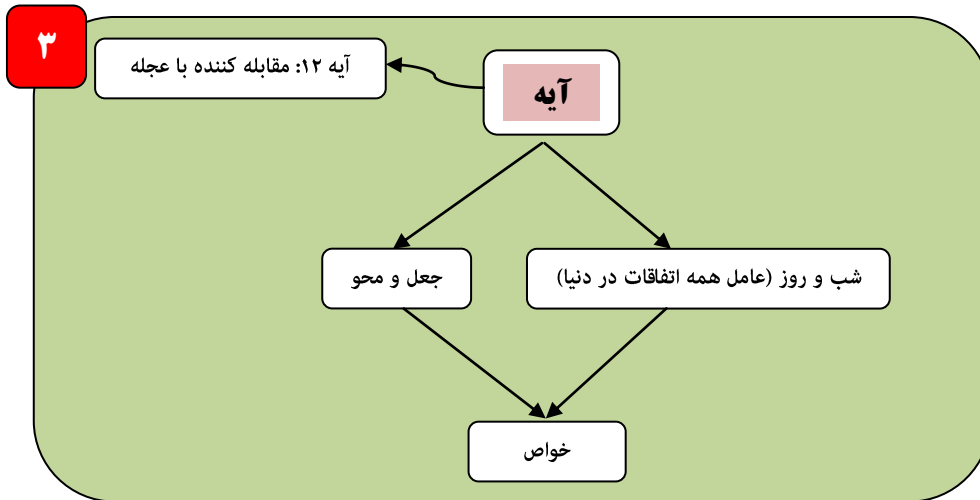 ۳
آیه ۱۲: مقابله کننده با عجله
آیه
شب و روز (عامل همه اتفاقات در دنیا)
جعل و محو
خواص